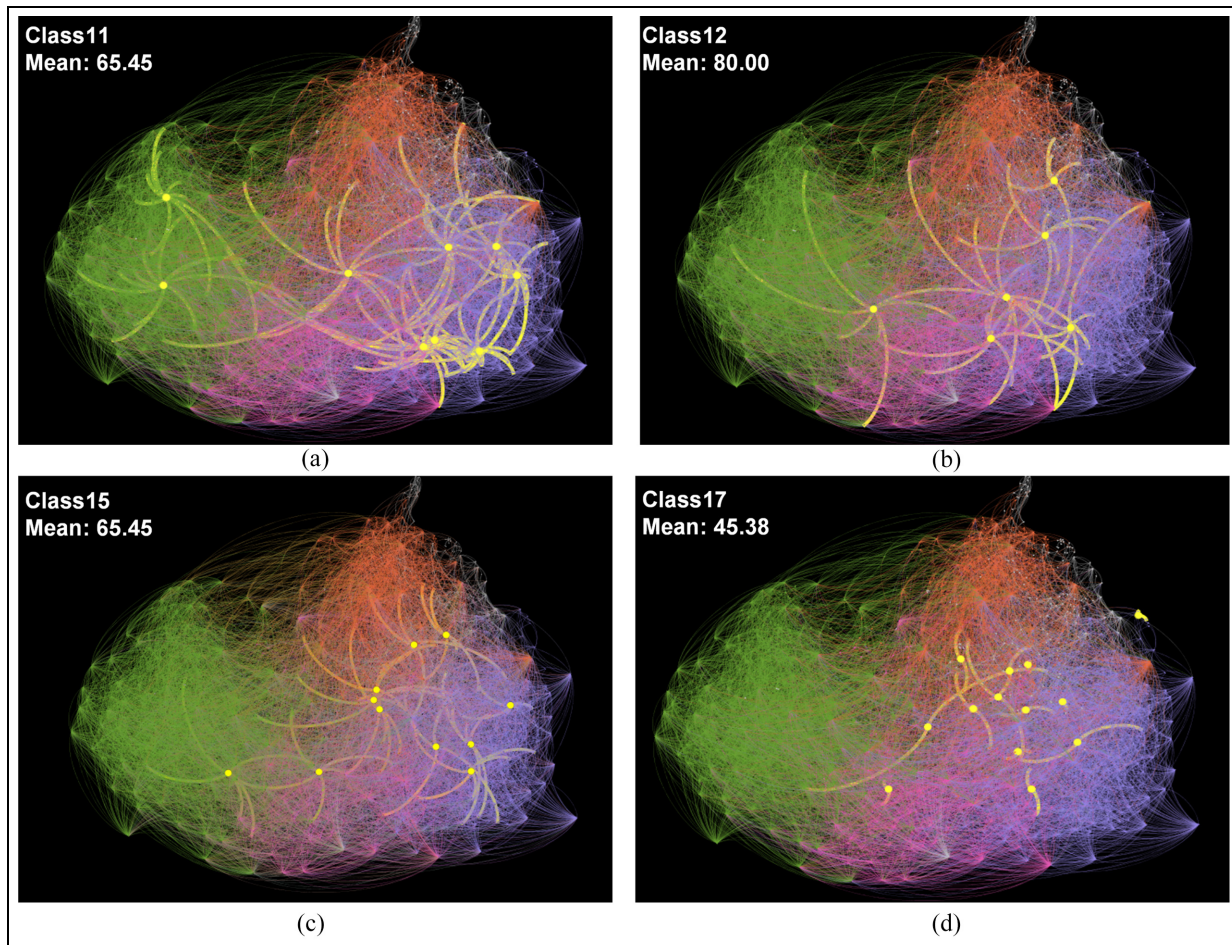 Class11
Mean: 65.45
Class12
Mean: 80.00
(a)
(b)
Class15
Mean: 65.45
Class17
Mean: 45.38
(c)
(d)